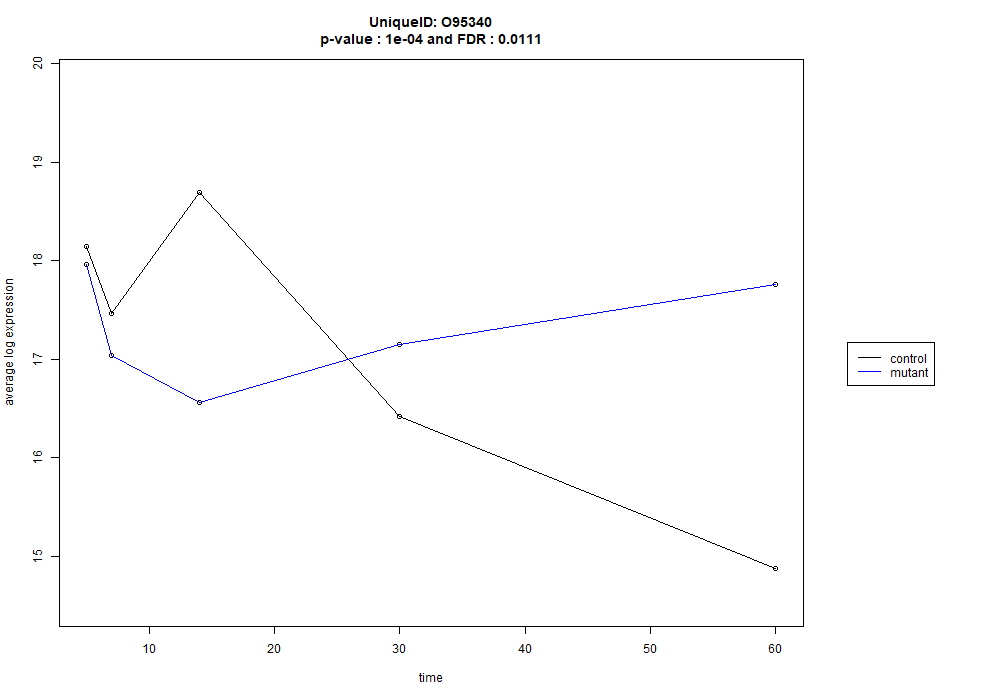 UniqueID: O95340
p-value : 1e-04 and FDR : 0.0111
20
19
18
17
16
15
average log expression
10
20
30
40
50
60
time
control
mutant